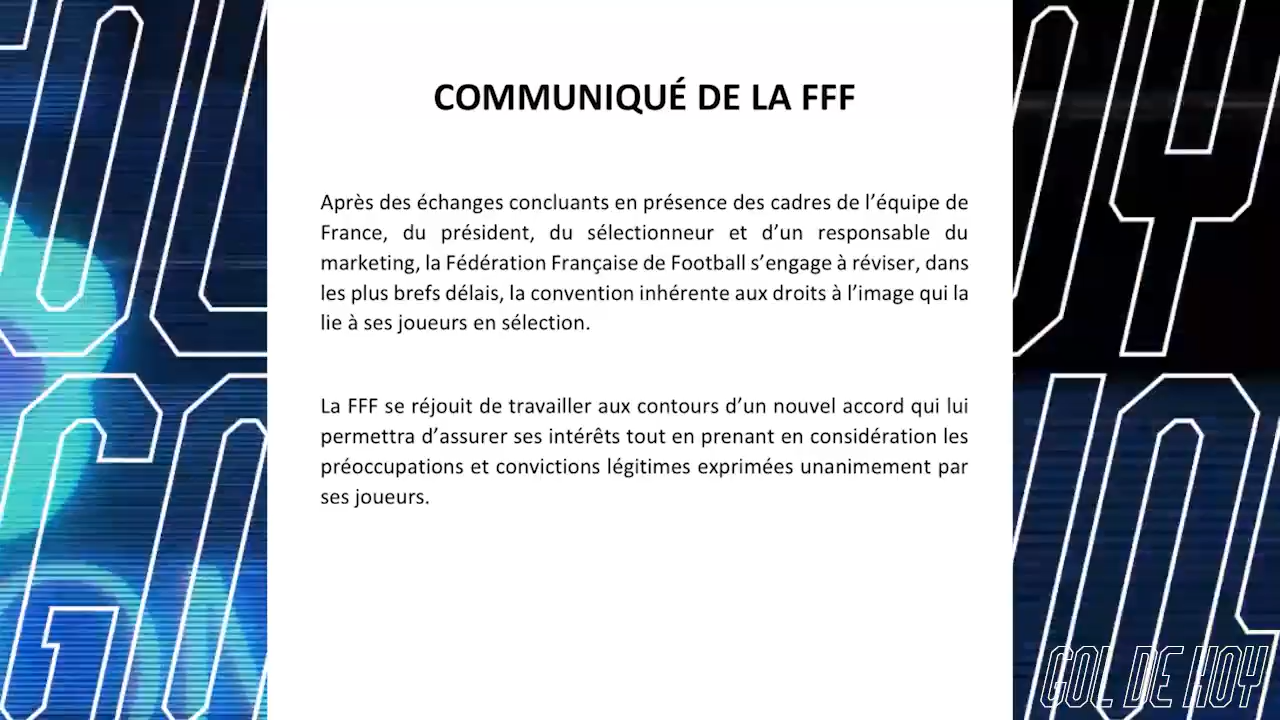 COMMUNIQUÉ DE LA FFF
Après des échanges concluants en présence des cadres de l’équipe de
France, du président, du sélectionneur et d’un responsable du
marketing, la Fédération Française de Football s’engage à réviser, dans
les plus brefs délais, la convention inhérente aux droits à l’image qui la
lie à ses joueurs en sélection.
La FFF se réjouit de travailler aux contours d’un nouvel accord qui lui
permettra d’assurer ses intérêts tout en prenant en considération les
préoccupations et convictions légitimes exprimées unanimement par
ses joueurs.
GOL DE HOY